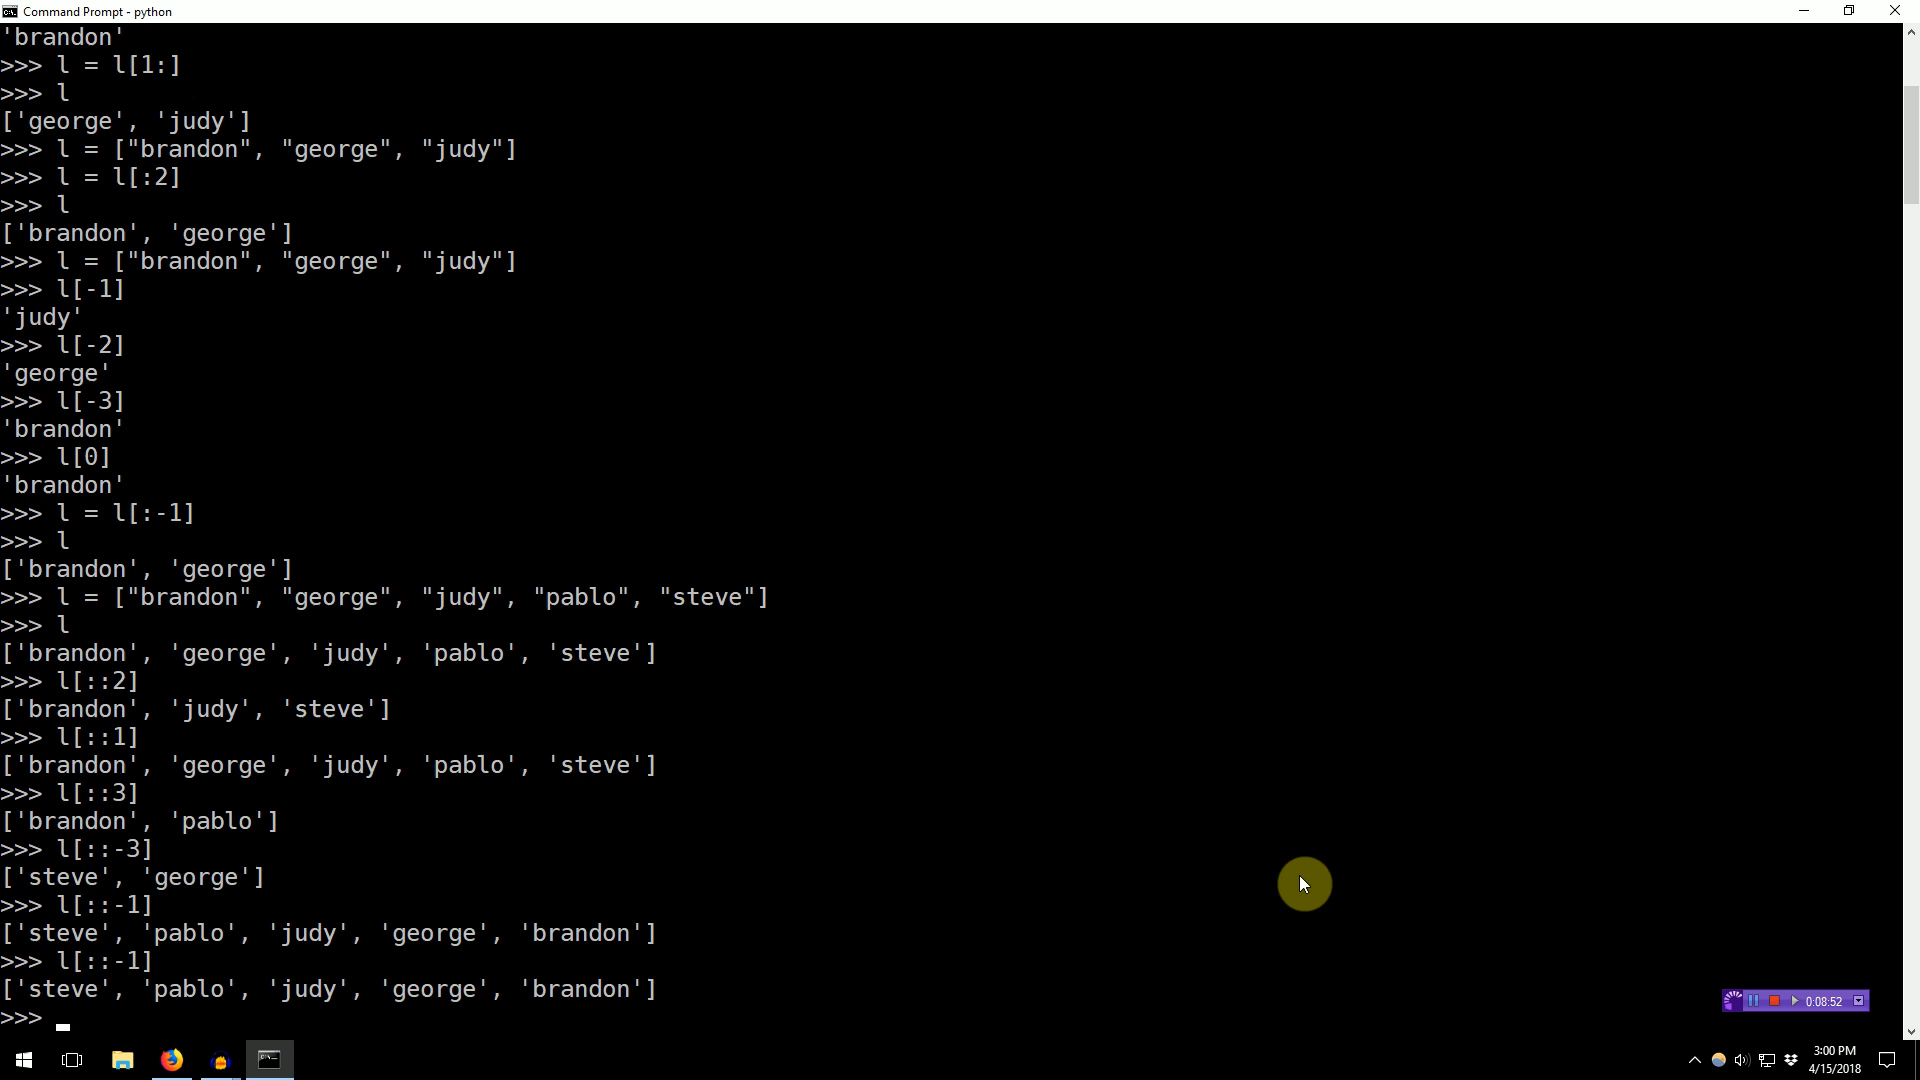 Command Prompt - python
'brandon'
>>> l = l[1:]
>>> l
['george', 'judy']
>>> l = ["brandon", "george", "judy"]
>>> l = l[:2]
>>> l
['brandon', 'george']
>>> l = ["brandon", "george", "judy"]
>>> l[-1]
'judy'
>>> l[-2]
'george'
>>> l[-3]
'brandon'
>>> l[0]
'brandon'
>>> l = l[:-1]
>>> l
['brandon', 'george']
>>> l = ["brandon", "george", "judy", "pablo", "steve"]
>>> l
['brandon', 'george', 'judy', 'pablo', 'steve']
>>> l[::2]
['brandon', 'judy', 'steve']
>>> l[::1]
['brandon', 'george', 'judy', 'pablo', 'steve']
>>> l[::3]
['brandon', 'pablo']
>>> l[::-3]
['steve', 'george']
>>> l[::-1]
['steve', 'pablo', 'judy', 'george', 'brandon']
>>> l[::-1]
['steve', 'pablo', 'judy', 'george', 'brandon']
>>>
0:08:52
3:00 PM
4/15/2018